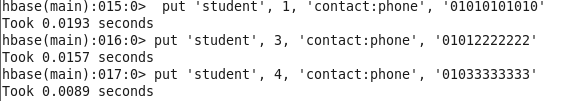 hbase(main):015:0>  put 'student', 1, 'contact:phone', '01010101010'
Took 0.0193 seconds
hbase(main):016:0> put 'student', 3, 'contact:phone', '01012222222'
Took 0.0157 seconds
hbase(main):017:0> put 'student', 4, 'contact:phone', '01033333333'
Took 0.0089 seconds